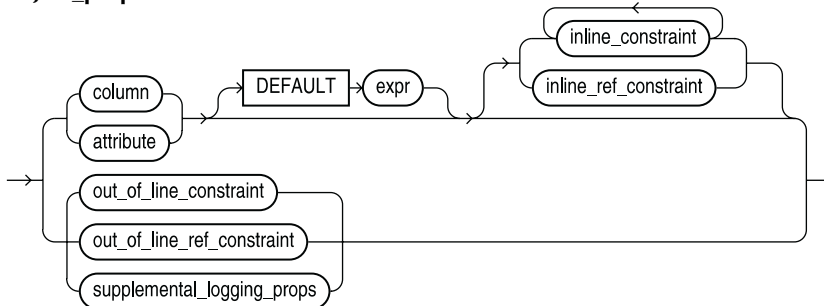 column
DEFAULT
expr
inline_constraint
inline_ref_constraint
attribute
out_of_line_constraint
out_of_line_ref_constraint
supplemental_logging_props